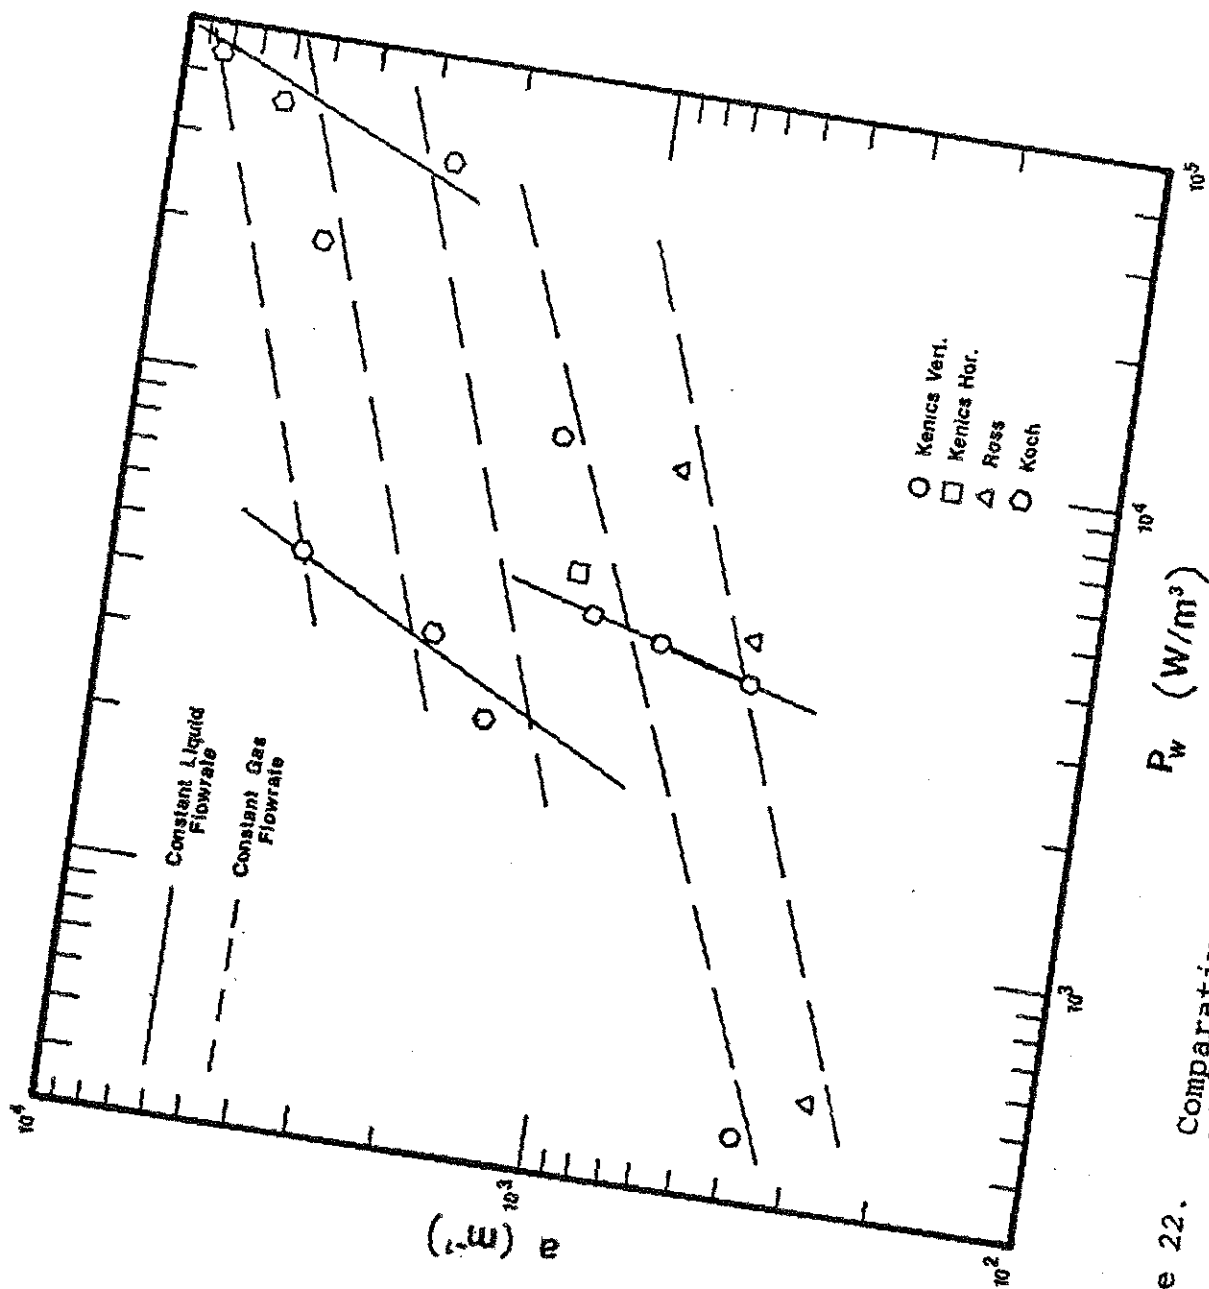 Constant Liquid
Flowrate
Constant Gas
Flowrate
10⁴
10³
10²
a (m⁻¹)
Kenics Vert.
Kenics Hor.
Ross
Koch
10³
10⁴
10⁵
P_w (W/m³)
e 22. Comparati